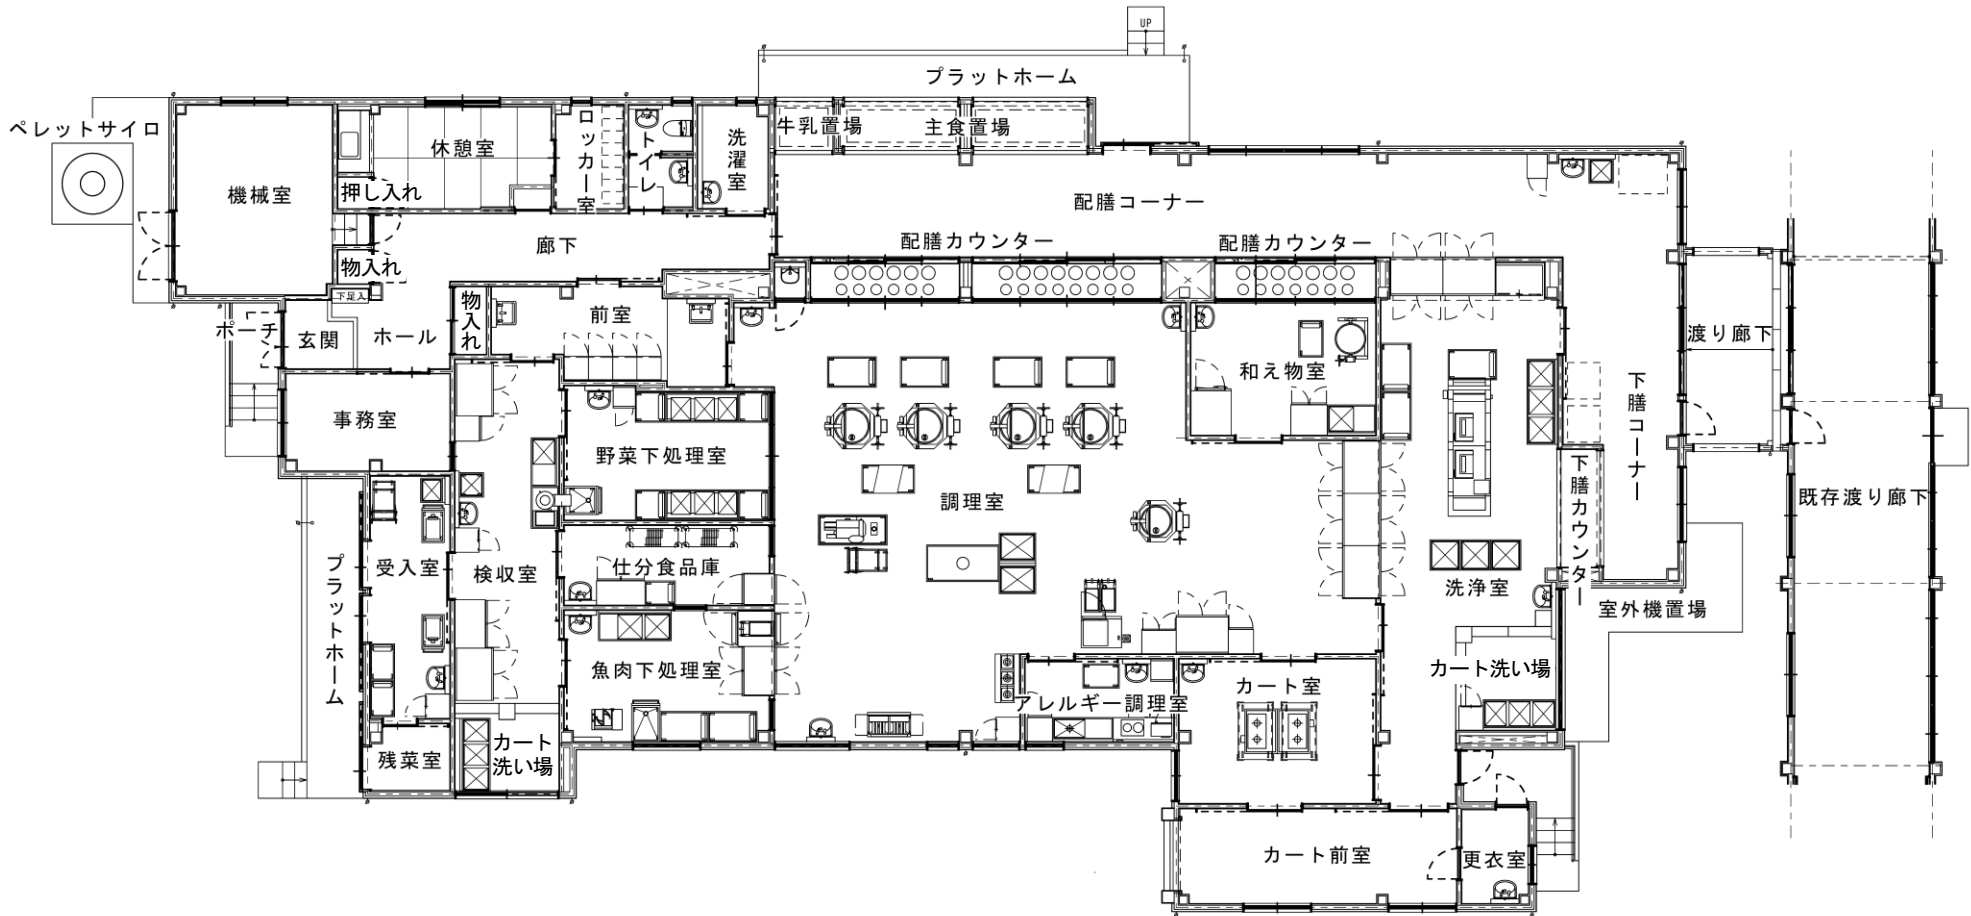 UP
プラットホーム
ペレットサイロ
牛乳置場
主食置場
ロッカー室
トイレ
洗濯室
休憩室
機械室
押し入れ
配膳コーナー
廊下
配膳カウンター
配膳カウンター
物入れ
下足入
物入れ
前室
ポーチ
玄関
ホール
渡り廊下
和え物室
下膳コーナー
事務室
野菜下処理室
調理室
下膳カウンター
既存渡り廊下
プラットホーム
受入室
検収室
仕分食品庫
洗浄室
室外機置場
魚肉下処理室
カート洗い場
カート室
アレルギー調理室
残菜室
カート
洗い場
カート前室
更衣室